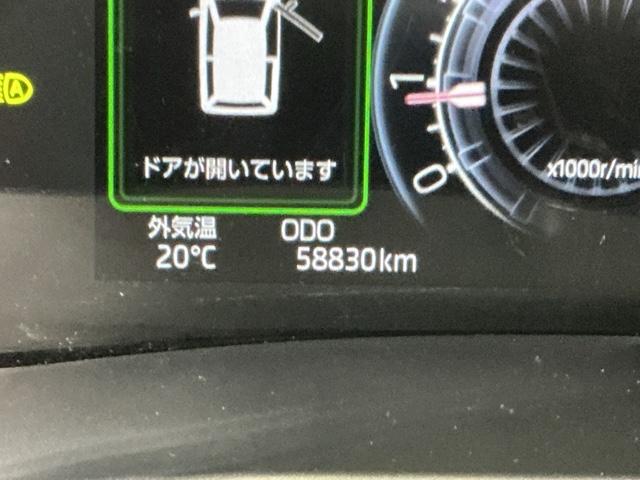 A
ドアが開いています
外気温 ODO
20℃ 58830km
1
0
x1000r/min